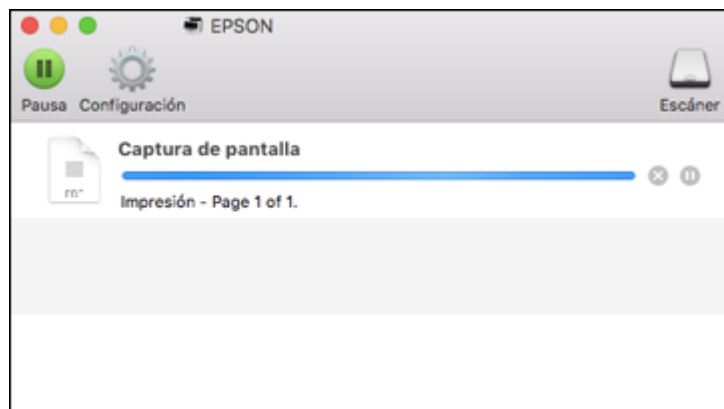 EPSON
Pausa Configuración Escáner
Captura de pantalla
Impresión - Page 1 of 1.